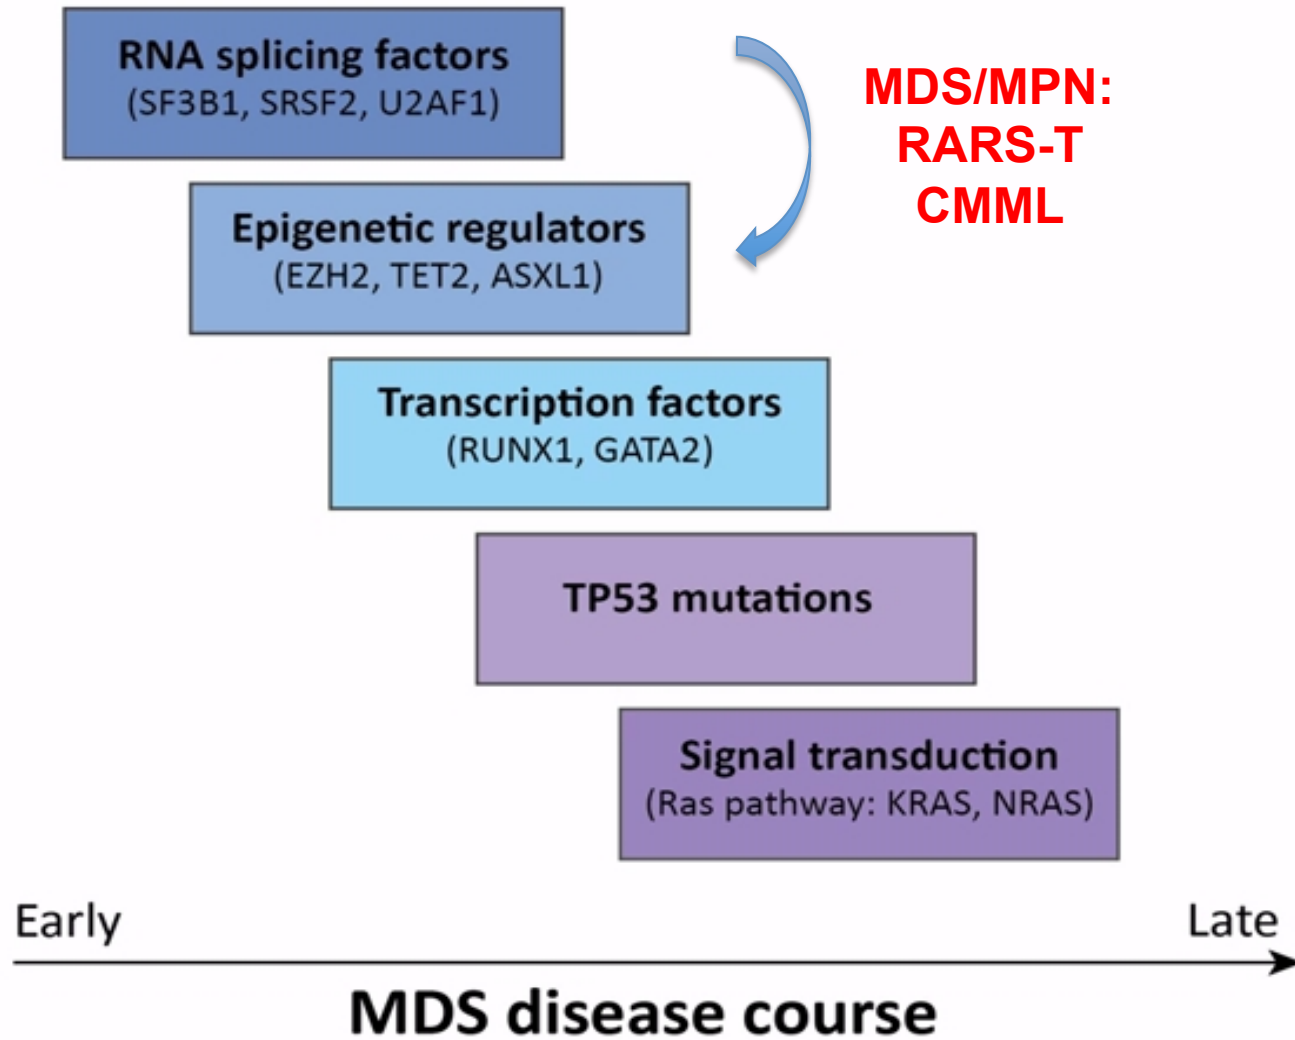 RNA splicing factors
(SF3B1, SRSF2, U2AF1)
MDS/MPN:
RARS-T
CMML
Epigenetic regulators
(EZH2, TET2, ASXL1)
Transcription factors
(RUNX1, GATA2)
TP53 mutations
Signal transduction
(Ras pathway: KRAS, NRAS)
Early
Late
MDS disease course